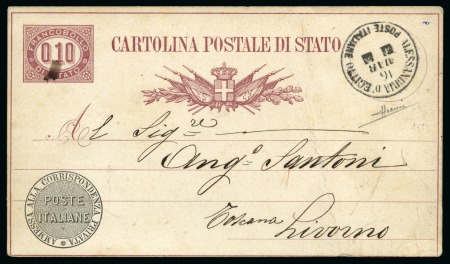 FRANCOBOLLO
0.10
DI STATO
CARTOLINA POSTALE DI STATO
ALESSANDRIA D'EGITTO
POSTE ITALIANE
16
MAR
Al Sig.re
Ang.o Santoni
Toscana Livorno
AMMESSA ALLA CORRISPONDENZA PRIVATA
POSTE
ITALIANE